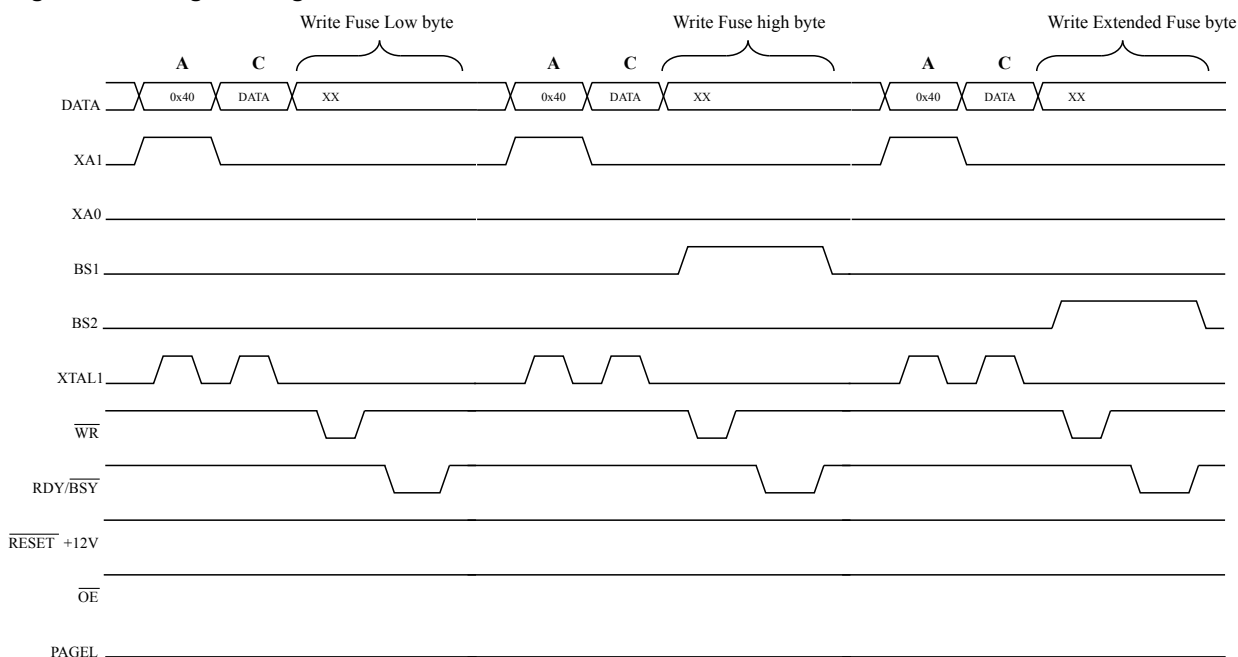 Write Fuse Low byte Write Fuse high byte Write Extended Fuse byte
A C A C A C
DATA 0x40 DATA XX 0x40 DATA XX 0x40 DATA XX
XA1
XA0
BS1
BS2
XTAL1
WR
RDY/BSY
RESET +12V
OE
PAGEL